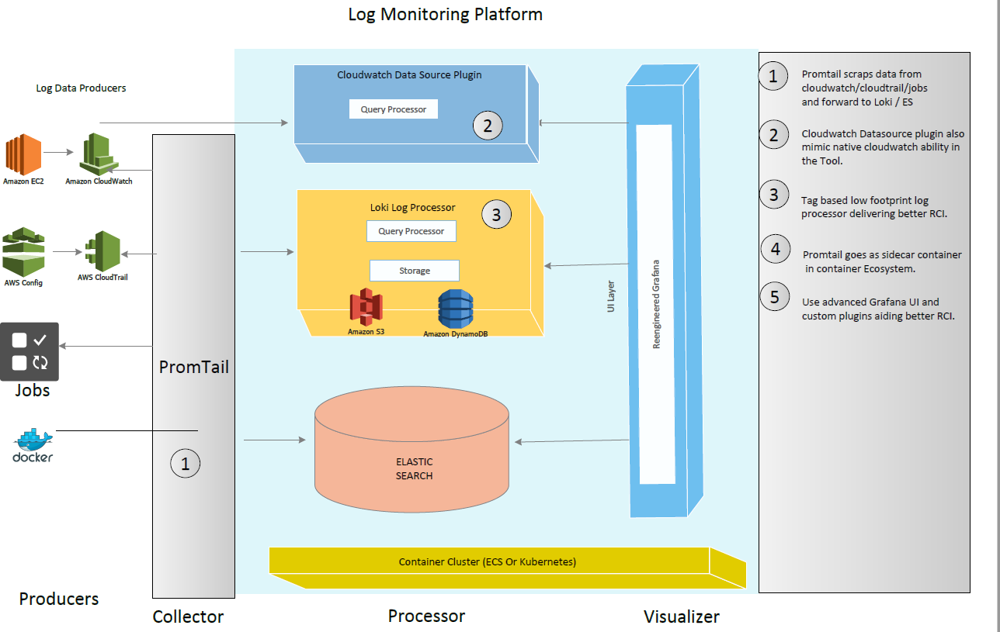 Log Monitoring Platform
Log Data Producers
Amazon EC2
Amazon CloudWatch
AWS Config
AWS CloudTrail
Jobs
docker
Producers
PromTail
1
Collector
Cloudwatch Data Source Plugin
Query Processor
2
Loki Log Processor
3
Query Processor
Storage
Amazon S3
Amazon DynamoDB
ELASTIC
SEARCH
Container Cluster (ECS Or Kubernetes)
Processor
UI Layer
Reengineered Grafana
Visualizer
1
Promtail scraps data from
cloudwatch/cloudtrail/jobs
and forward to Loki / ES
2
Cloudwatch Datasource plugin also
mimic native cloudwatch ability in
the Tool.
3
Tag based low footprint log
processor delivering better RCI.
4
Promtail goes as sidecar container
in container Ecosystem.
5
Use advanced Grafana UI and
custom plugins aiding better RCI.